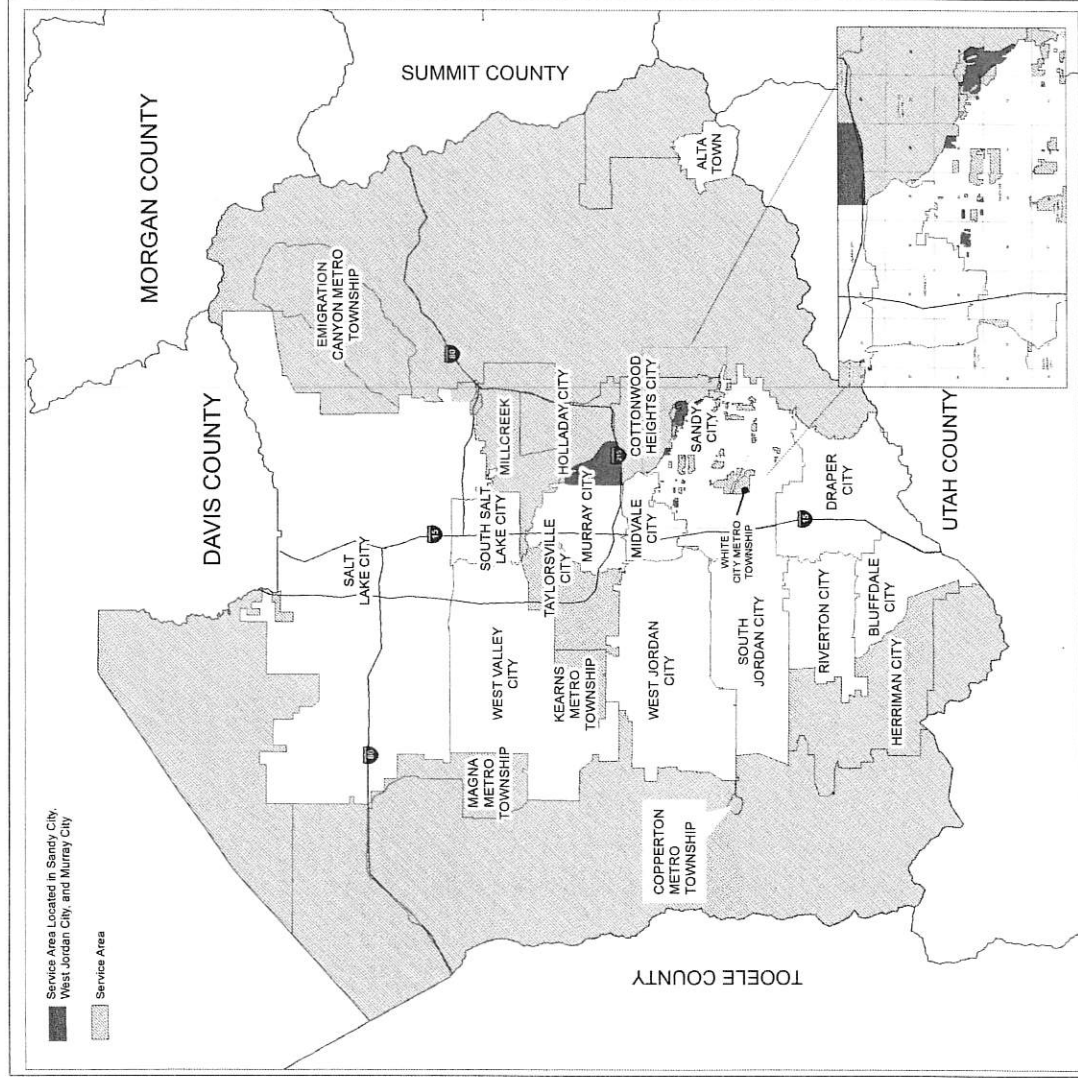 Service Area Located in Sandy City,
West Jordan City, and Murray City
Service Area
MORGAN COUNTY
SUMMIT COUNTY
DAVIS COUNTY
EMIGRATION
CANYON METRO
TOWNSHIP
ALTA
TOWN
SALT
LAKE CITY
15
80
80
SOUTH SALT
LAKE CITY
MILLCREEK
HOLLADAY CITY
WEST VALLEY
CITY
MAGNA
METRO
TOWNSHIP
TAYLORSVILLE
CITY
MURRAY CITY
215
COTTONWOOD
HEIGHTS CITY
KEARNS
METRO
TOWNSHIP
MIDVALE
CITY
SANDY
CITY
WEST JORDAN
CITY
WHITE
CITY METRO
TOWNSHIP
COPPERTON
METRO
TOWNSHIP
SOUTH
JORDAN CITY
15
DRAPER
CITY
RIVERTON CITY
BLUFFDALE
CITY
HERRIMAN CITY
TOOELE COUNTY
UTAH COUNTY